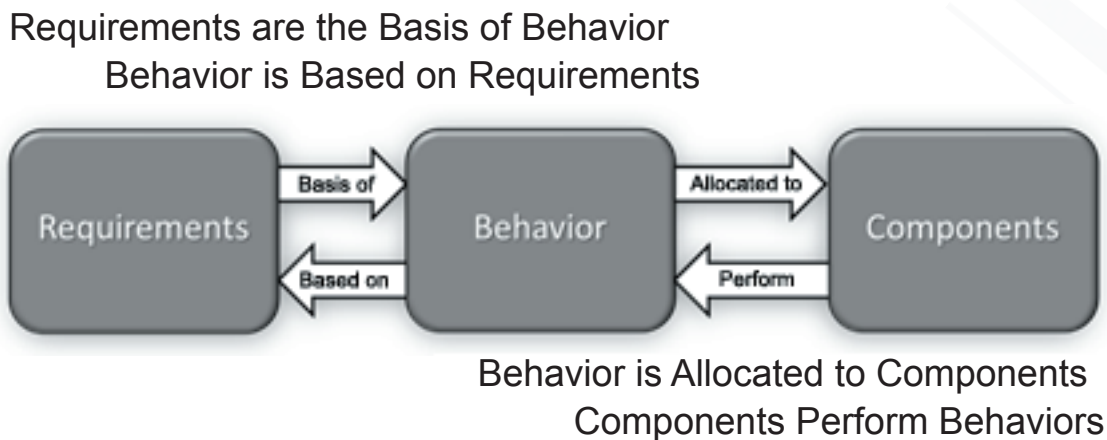 Requirements are the Basis of Behavior
Behavior is Based on Requirements
Requirements
Basis of
Based on
Behavior
Allocated to
Perform
Components
Behavior is Allocated to Components
Components Perform Behaviors